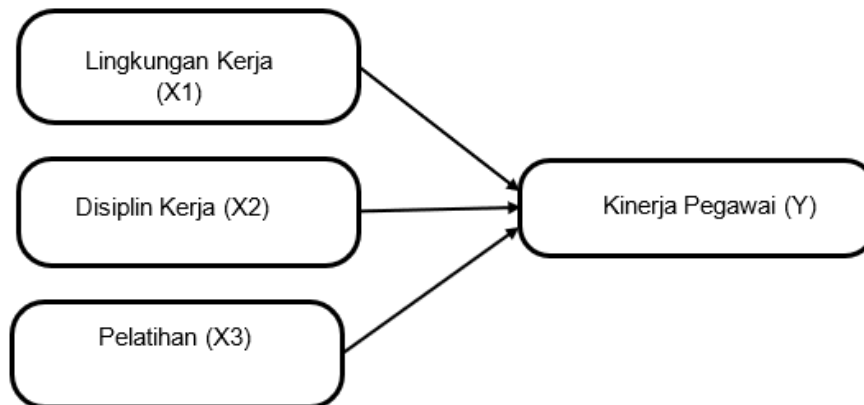 Lingkungan Kerja
(X1)
Disiplin Kerja (X2)
Kinerja Pegawai (Y)
Pelatihan (X3)